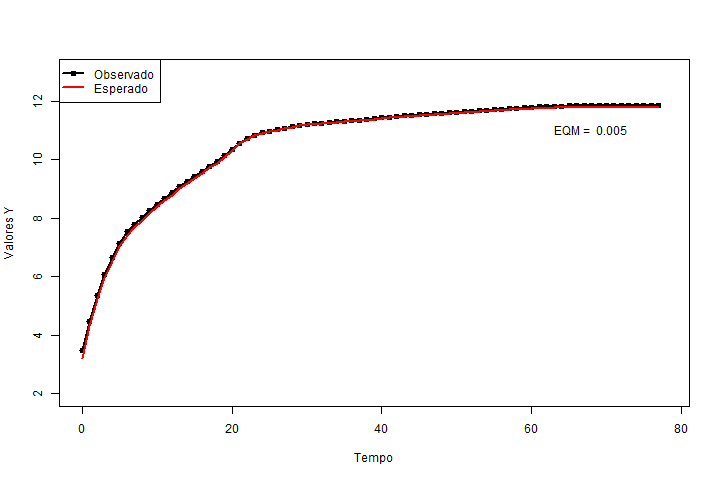 Observado
Esperado
12
10
8
6
4
2
Valores Y
EQM = 0.005
0
20
40
60
80
Tempo